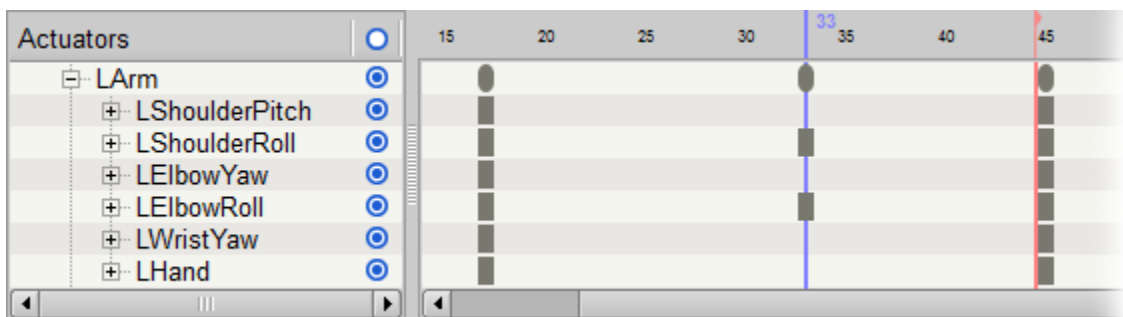 33
Actuators 15 20 25 30 35 40 45
LArm
LShoulderPitch
LShoulderRoll
LElbowYaw
LElbowRoll
LWristYaw
LHand